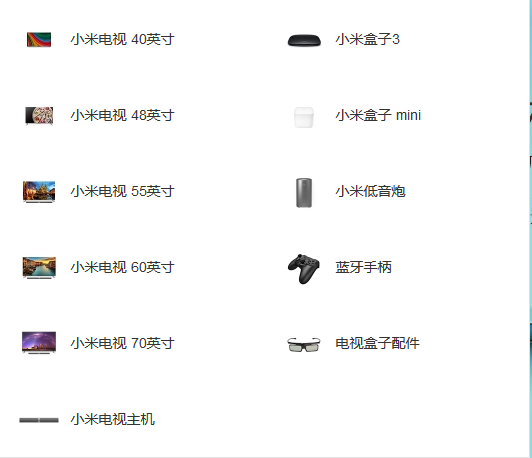 小米电视 40英寸
小米电视 48英寸
小米电视 55英寸
小米电视 60英寸
小米电视 70英寸
小米电视主机
小米盒子3
小米盒子 mini
小米低音炮
蓝牙手柄
电视盒子配件